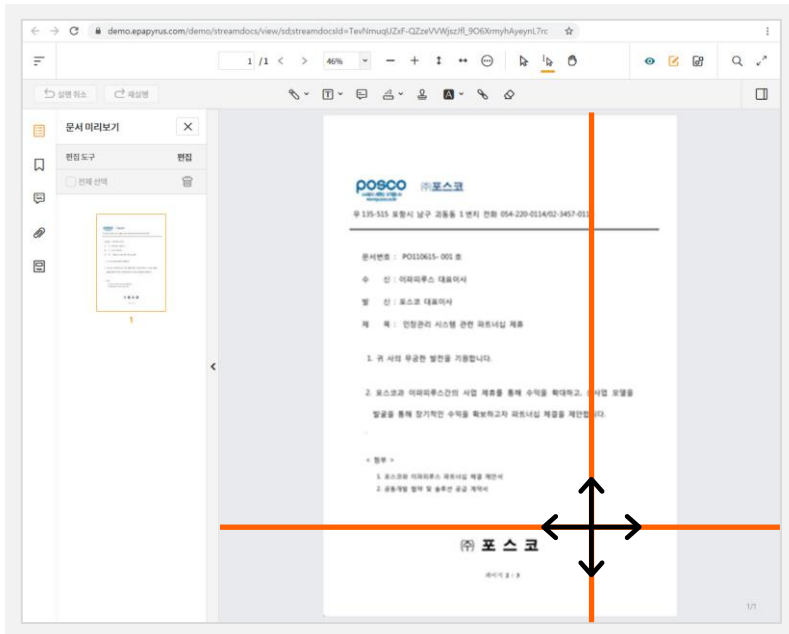 demo.epapyrus.com/demo/streamdocs/view/sd;streamdocsId=TevNmuqUZxF-QZzeVVWjszJfl_9O6XrmyhAyeynL7rc
1 /1 46%
실행 취소 재실행
문서 미리보기
편집 도구 편집
전체 선택
1
posco ㈜포스코
우 135-515 포항시 남구 괴동동 1 번지 전화 054-220-0114/02-3457-011
문서번호 : PO110615- 001 호
수 신 : 이파피루스 대표이사
발 신 : 포스코 대표이사
제 목 : 인장관리 시스템 관련 파트너십 제휴
1. 귀 사의 무궁한 발전을 기원합니다.
2. 포스코과 이파피루스간의 사업 제휴를 통해 수익을 확대하고, 사업 모델을
발굴을 통해 장기적인 수익을 확보하고자 파트너십 체결을 제안합니다.
< 첨부 >
1. 포스코와 이파피루스 파트너십 체결 제안서
2. 공동개발 협약 및 솔루션 공급 계약서
㈜ 포 스 코
페이지 2 / 3
1/1